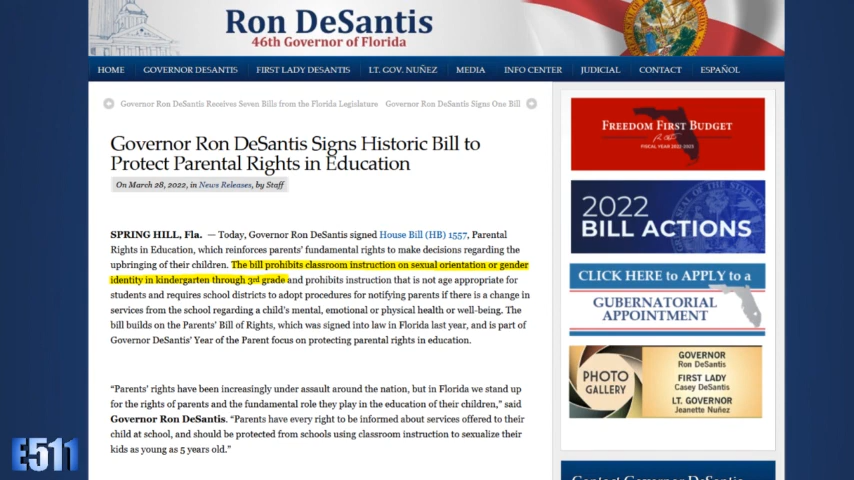 Ron DeSantis
46th Governor of Florida
HOME GOVERNOR DESANTIS FIRST LADY DESANTIS LT. GOV. NUÑEZ MEDIA INFO CENTER JUDICIAL CONTACT ESPAÑOL
Governor Ron DeSantis Receives Seven Bills from the Florida Legislature Governor Ron DeSantis Signs One Bill
Governor Ron DeSantis Signs Historic Bill to
Protect Parental Rights in Education
On March 28, 2022, in News Releases, by Staff
SPRING HILL, Fla. — Today, Governor Ron DeSantis signed House Bill (HB) 1557, Parental
Rights in Education, which reinforces parents' fundamental rights to make decisions regarding the
upbringing of their children. The bill prohibits classroom instruction on sexual orientation or gender
identity in kindergarten through 3rd grade and prohibits instruction that is not age appropriate for
students and requires school districts to adopt procedures for notifying parents if there is a change in
services from the school regarding a child's mental, emotional or physical health or well-being. The
bill builds on the Parents' Bill of Rights, which was signed into law in Florida last year, and is part of
Governor DeSantis' Year of the Parent focus on protecting parental rights in education.
"Parents' rights have been increasingly under assault around the nation, but in Florida we stand up
for the rights of parents and the fundamental role they play in the education of their children," said
Governor Ron DeSantis. "Parents have every right to be informed about services offered to their
child at school, and should be protected from schools using classroom instruction to sexualize their
kids as young as 5 years old."
FREEDOM FIRST BUDGET
FISCAL YEAR 2022-2023
2022
BILL ACTIONS
CLICK HERE to APPLY to a
GUBERNATORIAL
APPOINTMENT
PHOTO
GALLERY
GOVERNOR
Ron DeSantis
FIRST LADY
Casey DeSantis
LT. GOVERNOR
Jeanette Nuñez
Contact Governor DeSantis
E511